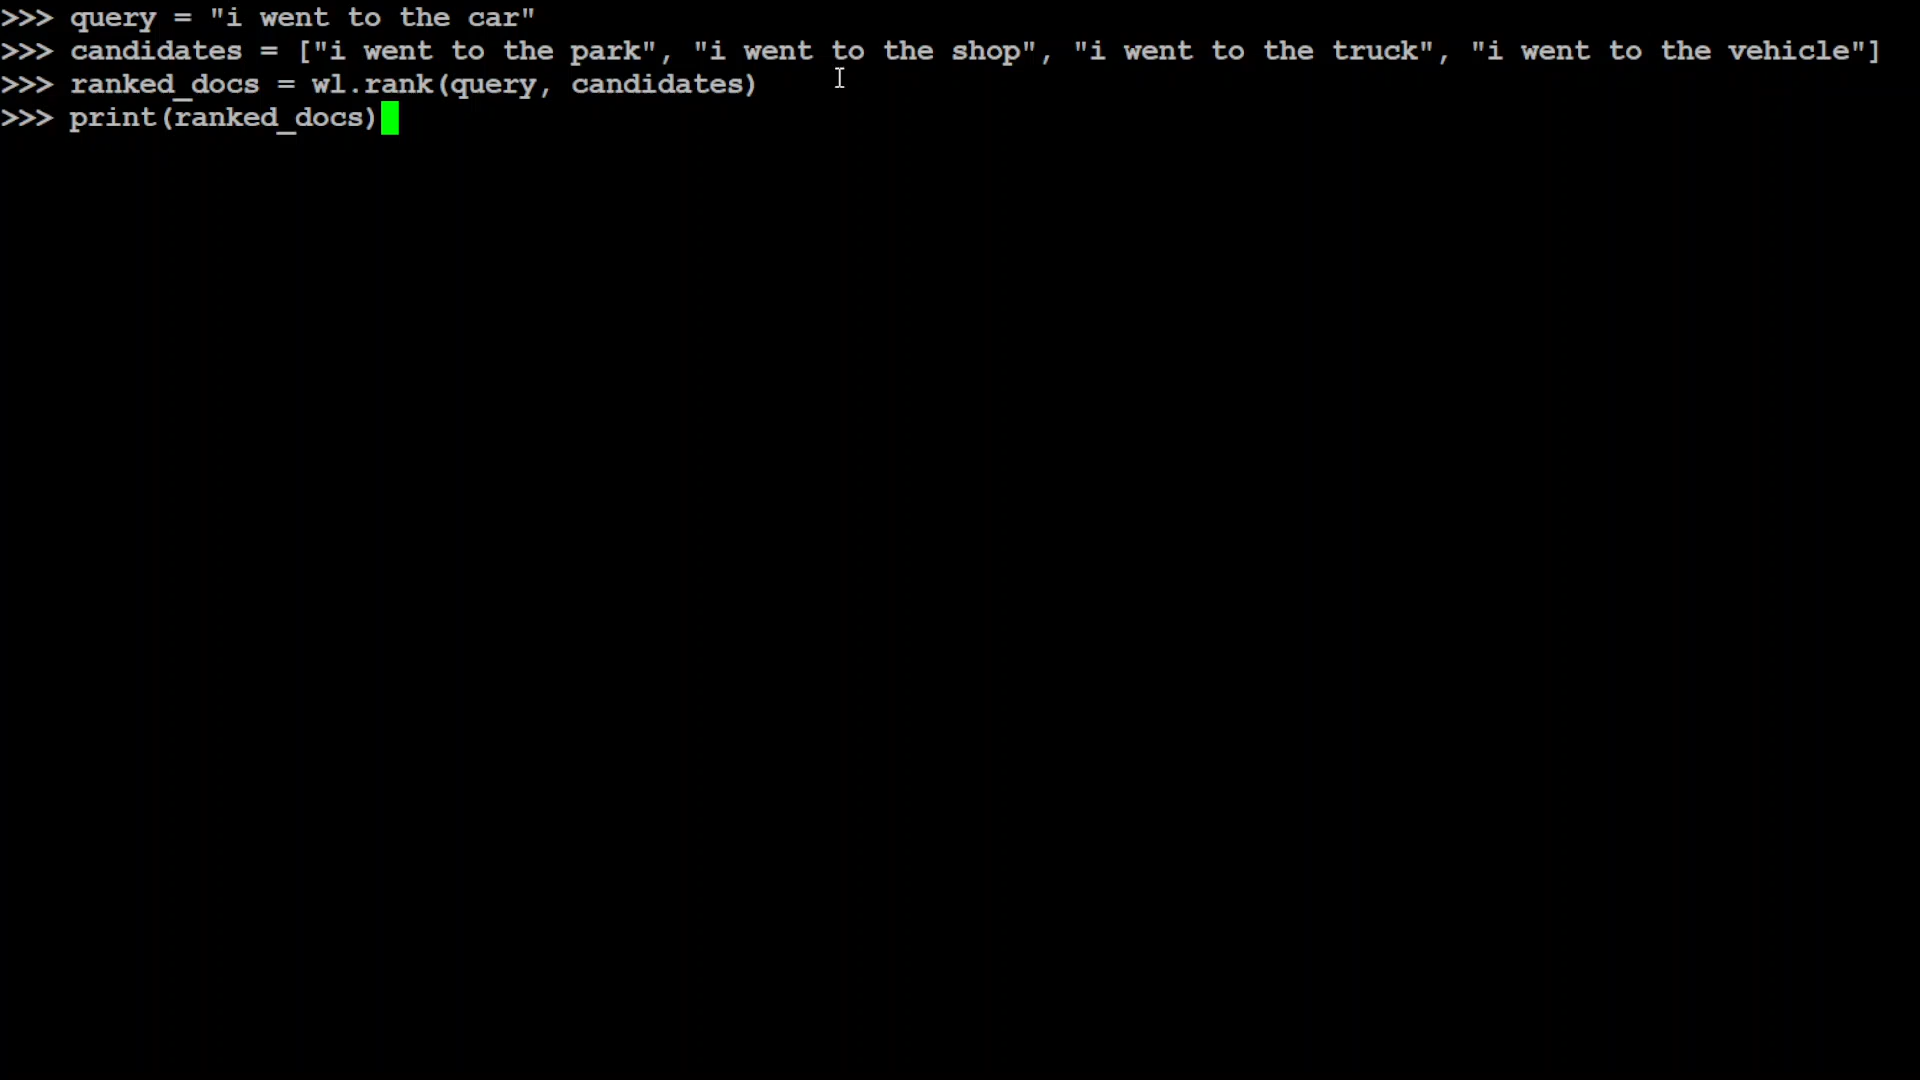 >>> query = "i went to the car"
>>> candidates = ["i went to the park", "i went to the shop", "i went to the truck", "i went to the vehicle"]
>>> ranked_docs = wl.rank(query, candidates)
>>> print(ranked_docs)